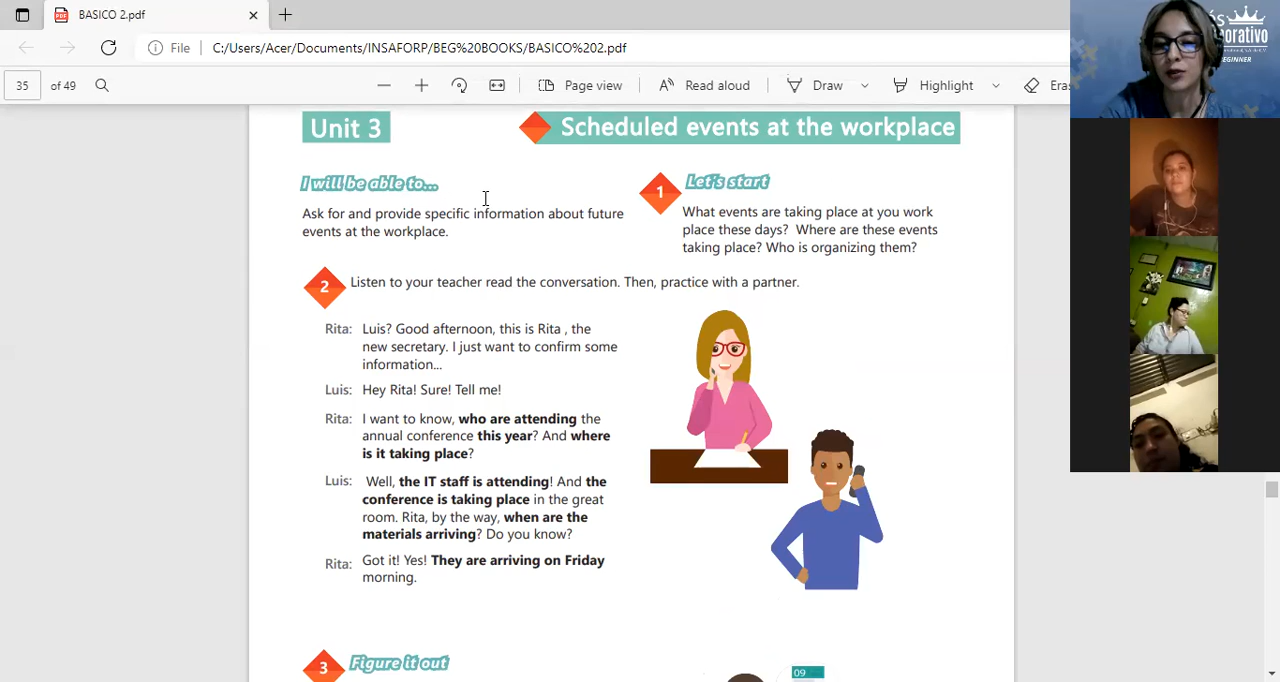 BASICO 2.pdf
File
C:/Users/Acer/Documents/INSAFORP/BEG%20BOOKS/BASICO%202.pdf
35 of 49
Page view
Read aloud
Draw
Highlight
Unit 3
Scheduled events at the workplace
I will be able to...
Ask for and provide specific information about future
events at the workplace.
1
Let's start
What events are taking place at you work
place these days? Where are these events
taking place? Who is organizing them?
2
Listen to your teacher read the conversation. Then, practice with a partner.
Rita: Luis? Good afternoon, this is Rita , the
new secretary. I just want to confirm some
information...
Luis: Hey Rita! Sure! Tell me!
Rita: I want to know, who are attending the
annual conference this year? And where
is it taking place?
Luis: Well, the IT staff is attending! And the
conference is taking place in the great
room. Rita, by the way, when are the
materials arriving? Do you know?
Rita: Got it! Yes! They are arriving on Friday
morning.
3
Figure it out
09